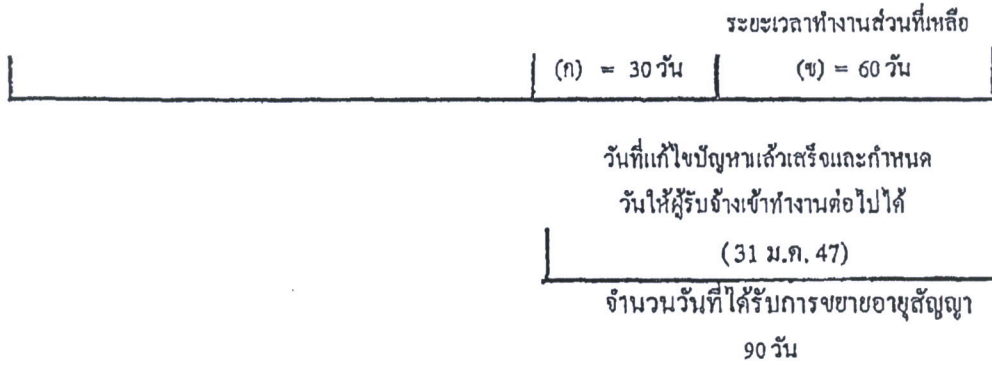 ระยะเวลาทำงานส่วนที่เหลือ
(ก) = 30 วัน (ข) = 60 วัน
วันที่แก้ไขปัญหาแล้วเสร็จและกำหนด
วันให้ผู้รับจ้างเข้าทำงานต่อไปได้
(31 ม.ค. 47)
จำนวนวันที่ได้รับการขยายอายุสัญญา
90 วัน